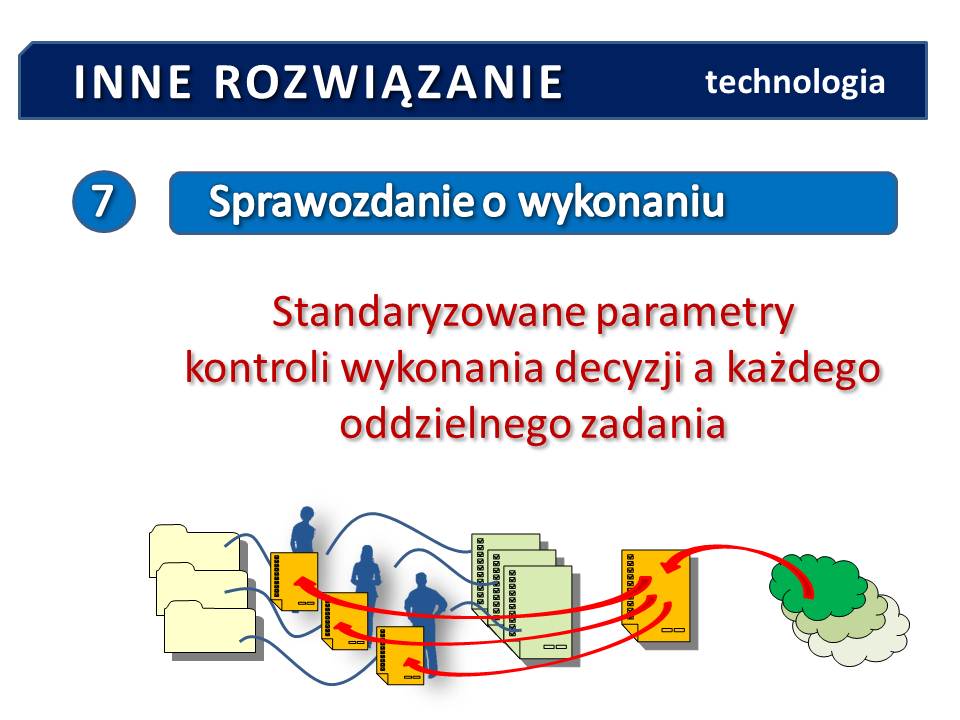 INNE ROZWIĄZANIE
technologia
7
Sprawozdanie o wykonaniu
Standaryzowane parametry
kontroli wykonania decyzji a każdego
oddzielnego zadania